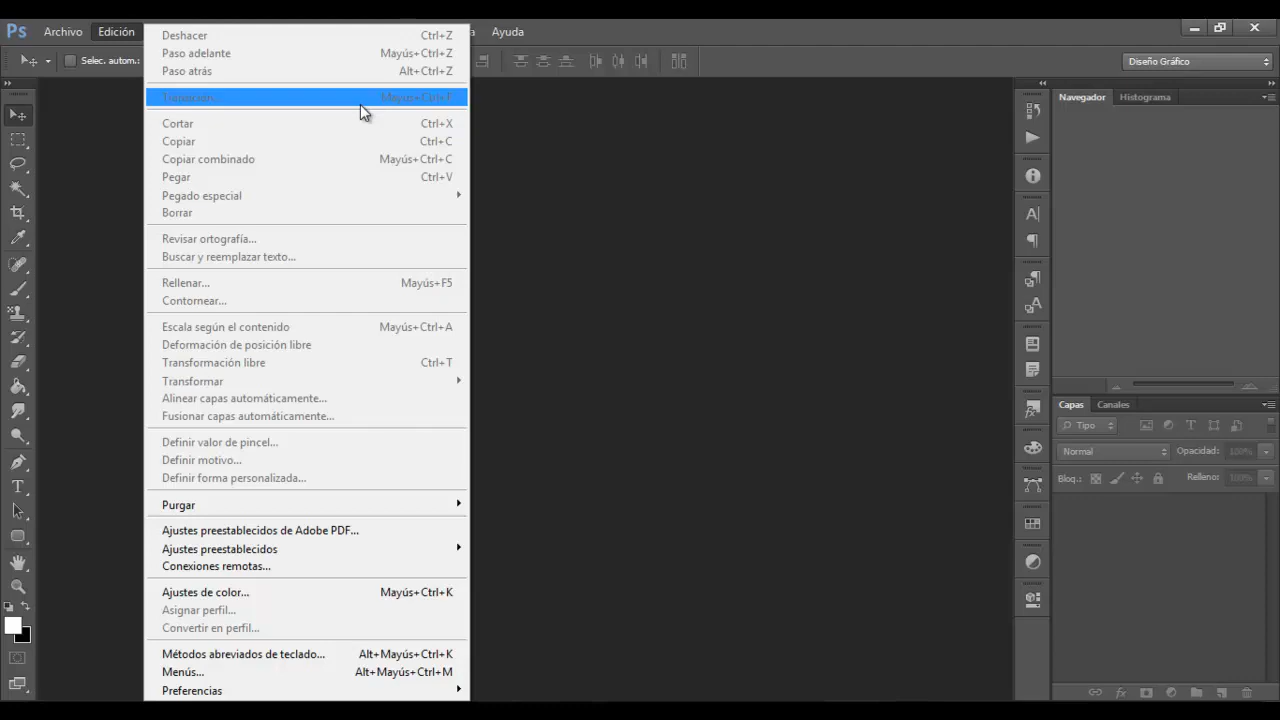 Ps Archivo Edición a Ayuda
Selec. autom.:
Diseño Gráfico
Deshacer Ctrl+Z
Paso adelante Mayús+Ctrl+Z
Paso atrás Alt+Ctrl+Z
Transición... Mayús+Ctrl+F
Cortar Ctrl+X
Copiar Ctrl+C
Copiar combinado Mayús+Ctrl+C
Pegar Ctrl+V
Pegado especial
Borrar
Revisar ortografía...
Buscar y reemplazar texto...
Rellenar... Mayús+F5
Contornear...
Escala según el contenido Mayús+Ctrl+A
Deformación de posición libre
Transformación libre Ctrl+T
Transformar
Alinear capas automáticamente...
Fusionar capas automáticamente...
Definir valor de pincel...
Definir motivo...
Definir forma personalizada...
Purgar
Ajustes preestablecidos de Adobe PDF...
Ajustes preestablecidos
Conexiones remotas...
Ajustes de color... Mayús+Ctrl+K
Asignar perfil...
Convertir en perfil...
Métodos abreviados de teclado... Alt+Mayús+Ctrl+K
Menús... Alt+Mayús+Ctrl+M
Preferencias
Navegador Histograma
Capas Canales
Tipo
Normal Opacidad: 100%
Bloq.: Relleno: 100%